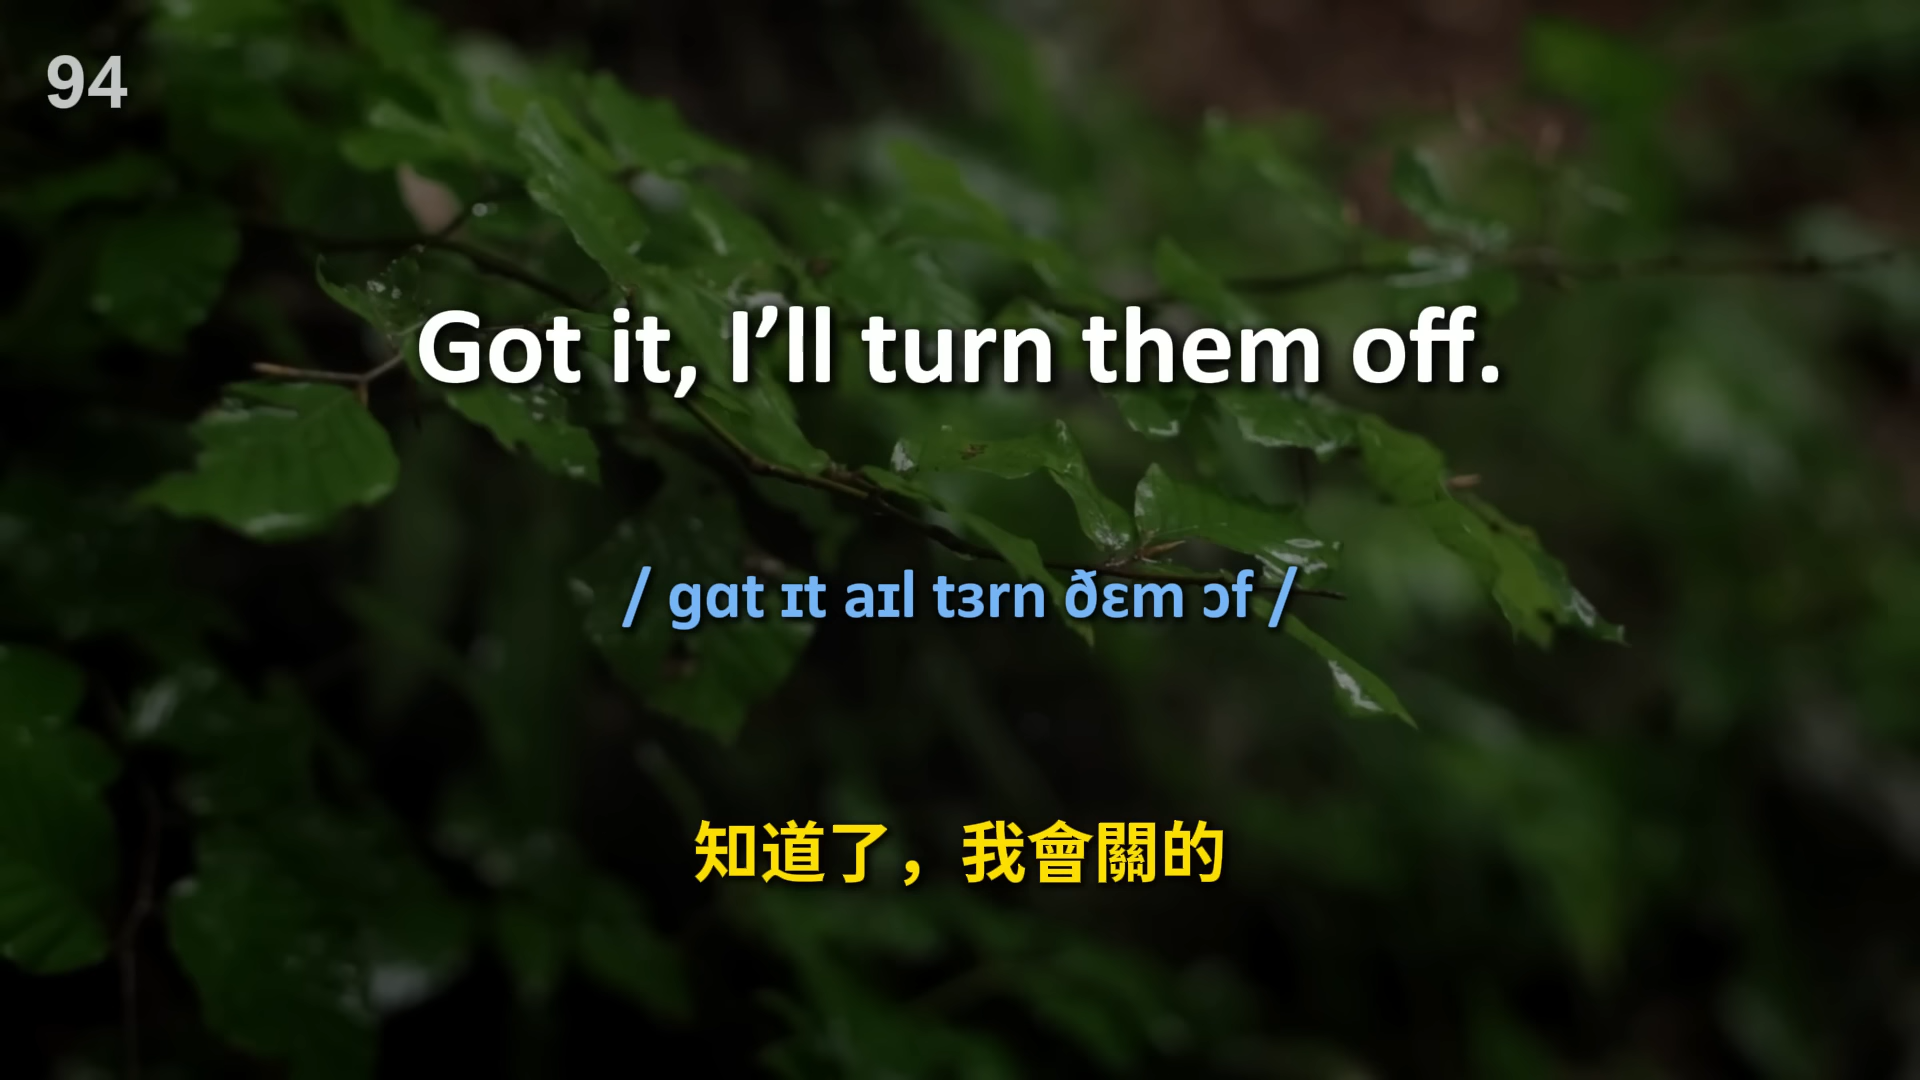 94
Got it, I’ll turn them off.
/ gɑt ɪt aɪl tɜrn ðɛm ɔf /
知道了，我會關的